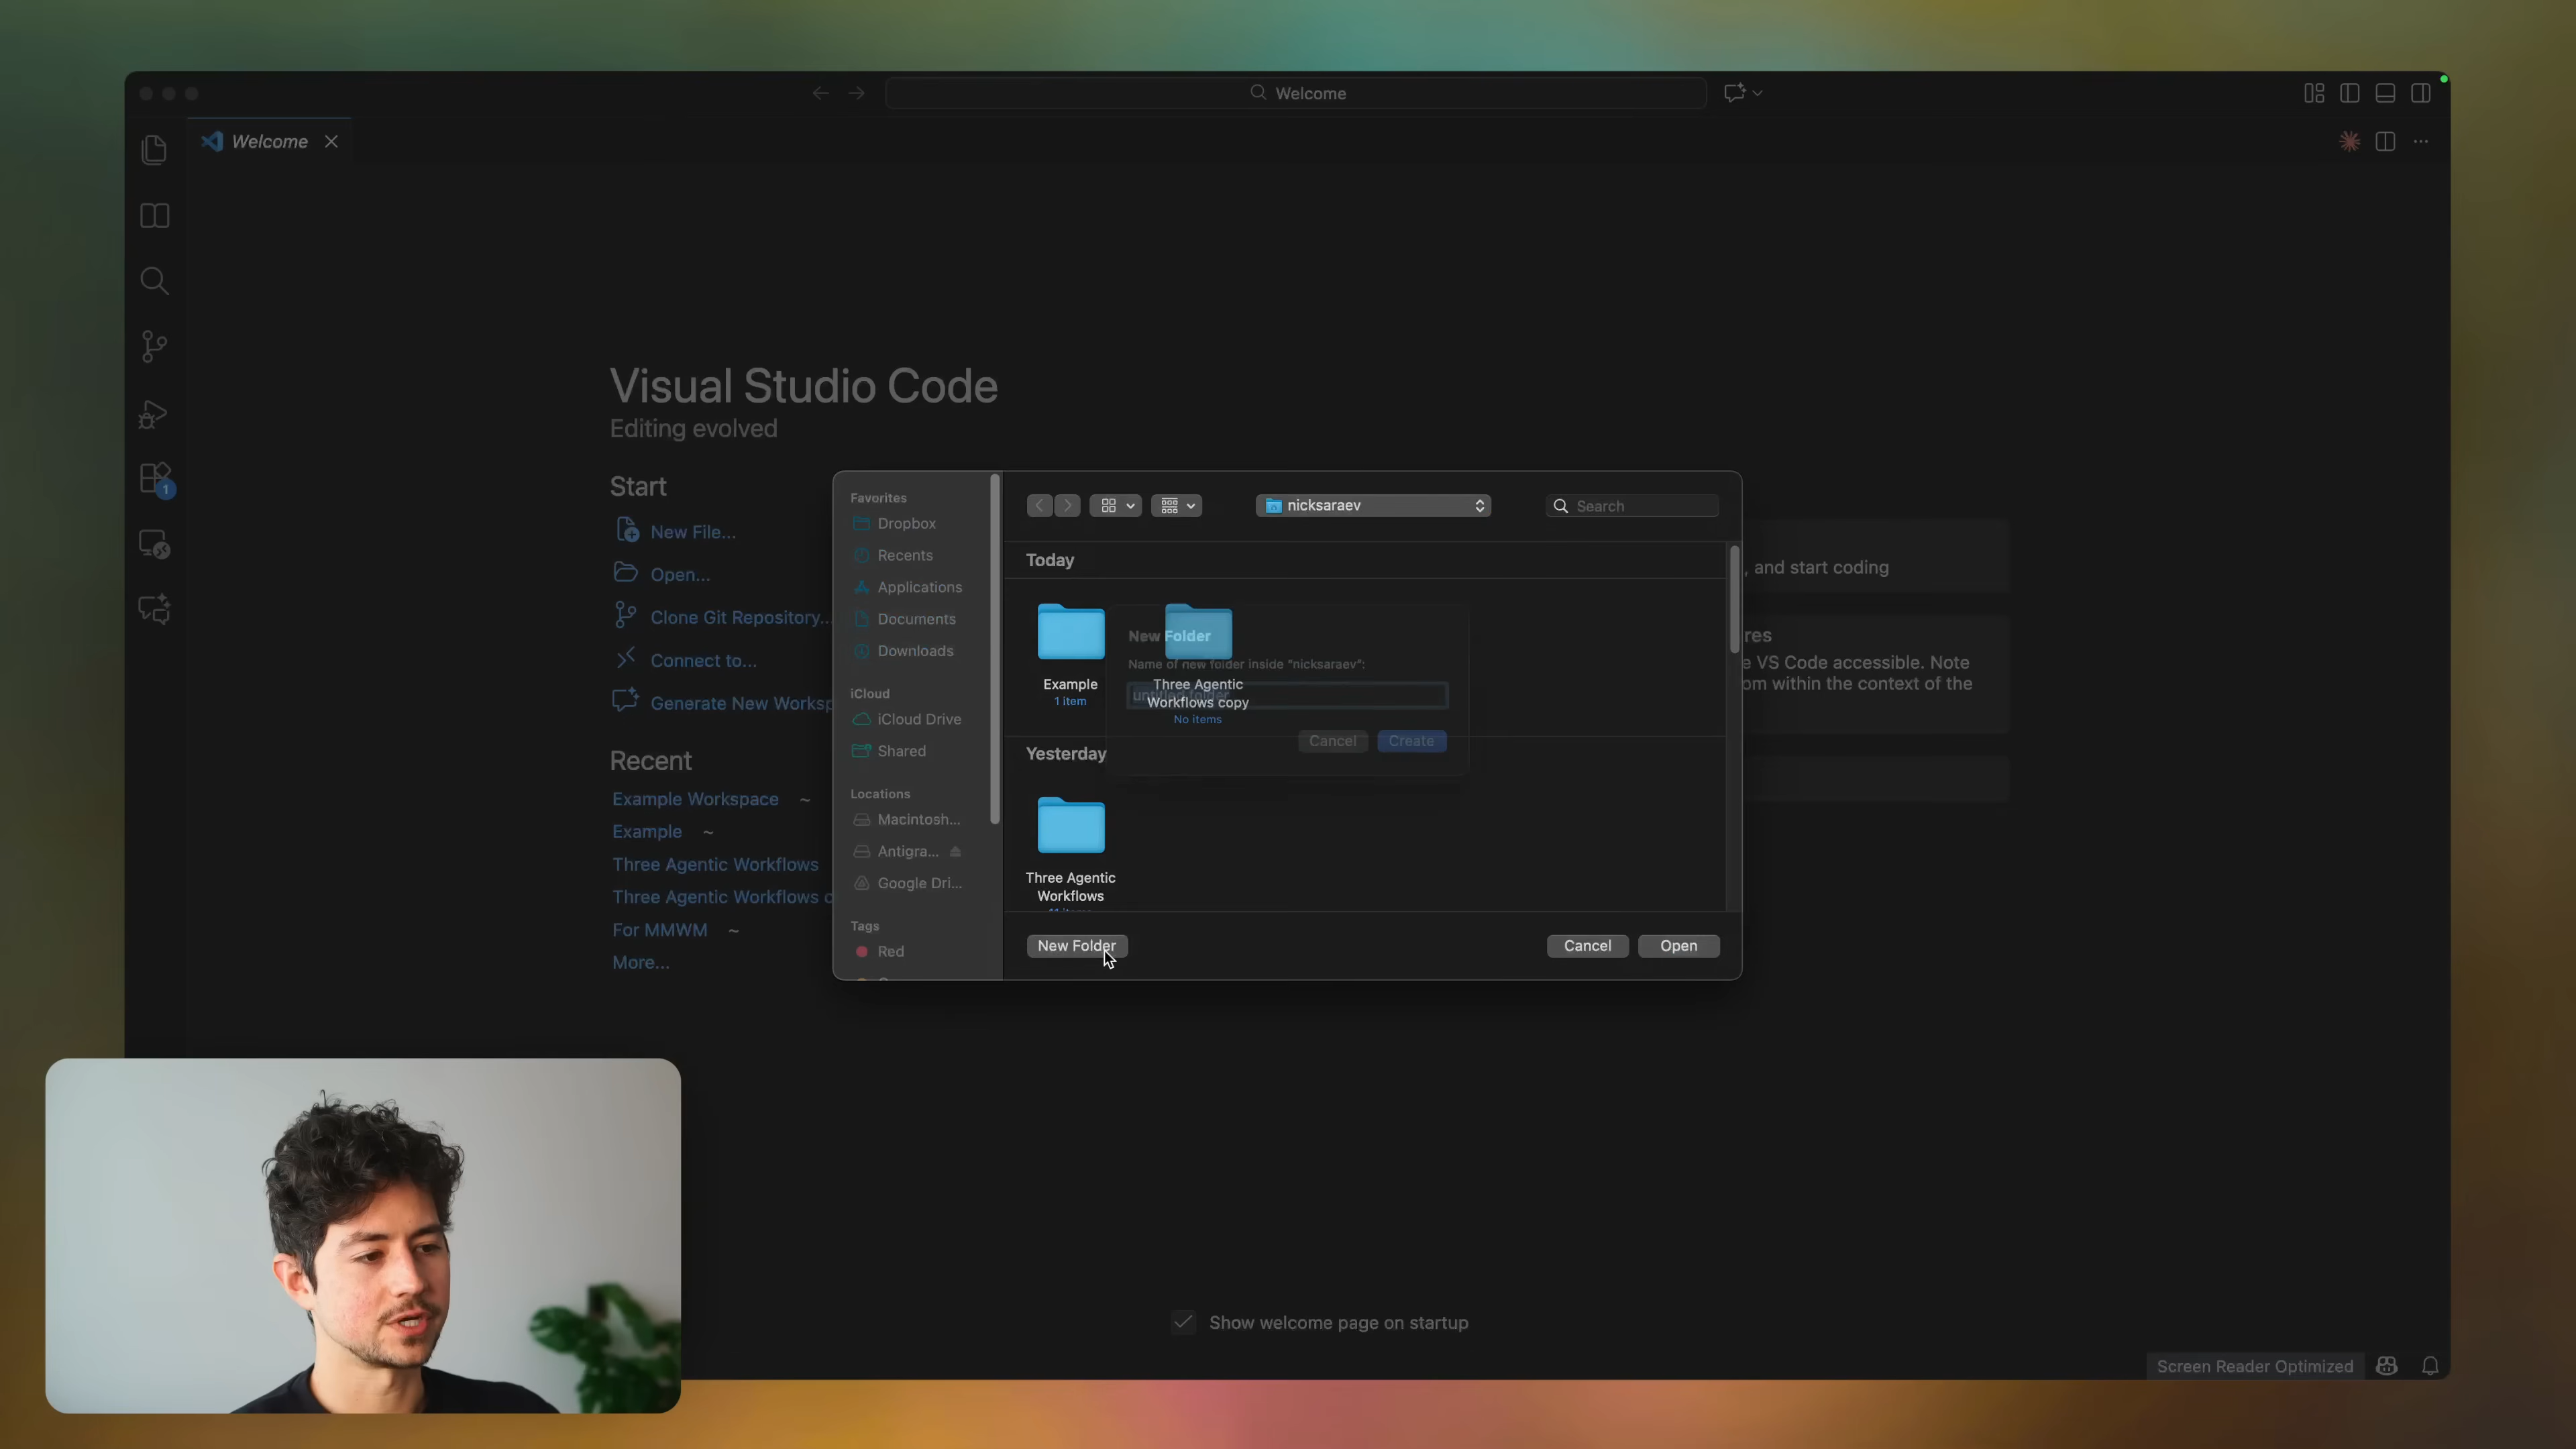 Welcome
Welcome
Visual Studio Code
Editing evolved
Start
New File...
Open...
Clone Git Repository...
Connect to...
Generate New Worksp
Recent
Example Workspace ~
Example ~
Three Agentic Workflows
Three Agentic Workflows c
For MMWM ~
More...
Favorites
Dropbox
Recents
Applications
Documents
Downloads
iCloud
iCloud Drive
Shared
Locations
Macintosh...
Antigra...
Google Dri...
Tags
Red
nicksaraev
Search
Today
Example
1 item
Three Agentic
Workflows copy
No items
New Folder
Name of new folder inside "nicksaraev":
untitled folder
Cancel
Create
Yesterday
Three Agentic
Workflows
New Folder
Cancel
Open
, and start coding
res
e VS Code accessible. Note
om within the context of the
1
Show welcome page on startup
Screen Reader Optimized